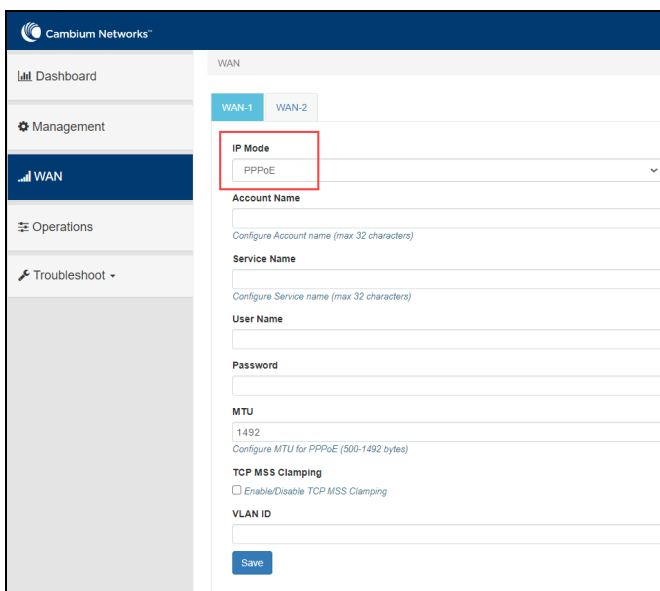 Cambium Networks™
Dashboard
Management
WAN
Operations
Troubleshoot
WAN
WAN-1 WAN-2
IP Mode
PPPoE
Account Name
Configure Account name (max 32 characters)
Service Name
Configure Service name (max 32 characters)
User Name
Password
MTU
1492
Configure MTU for PPPoE (500-1492 bytes)
TCP MSS Clamping
Enable/Disable TCP MSS Clamping
VLAN ID
Save